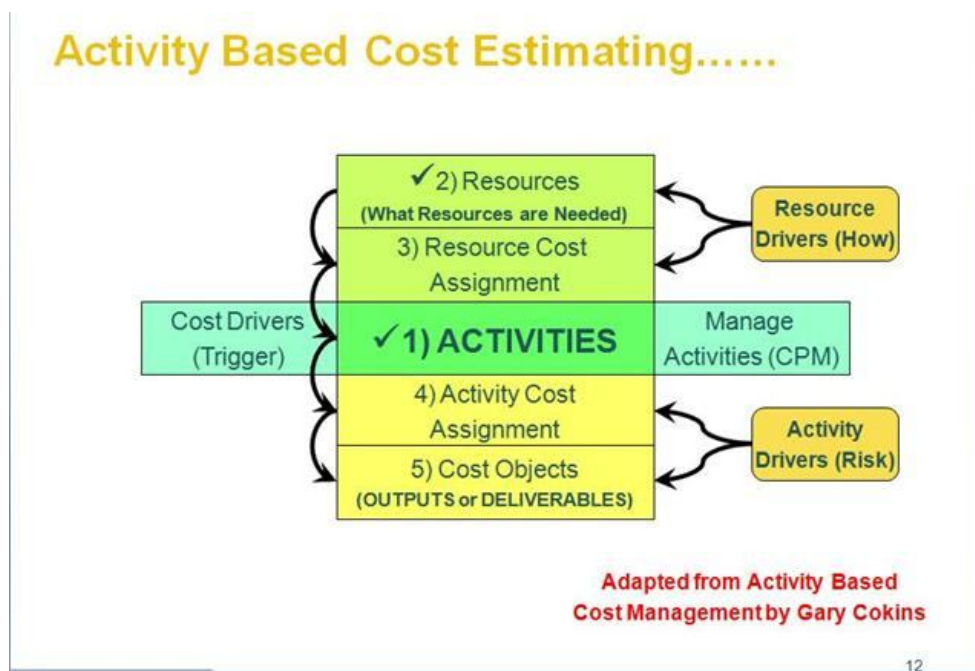 Activity Based Cost Estimating......
✓2) Resources
(What Resources are Needed)
3) Resource Cost
Assignment
Resource
Drivers (How)
Cost Drivers
(Trigger)
✓1) ACTIVITIES
Manage
Activities (CPM)
4) Activity Cost
Assignment
5) Cost Objects
(OUTPUTS or DELIVERABLES)
Activity
Drivers (Risk)
Adapted from Activity Based
Cost Management by Gary Cokins
12